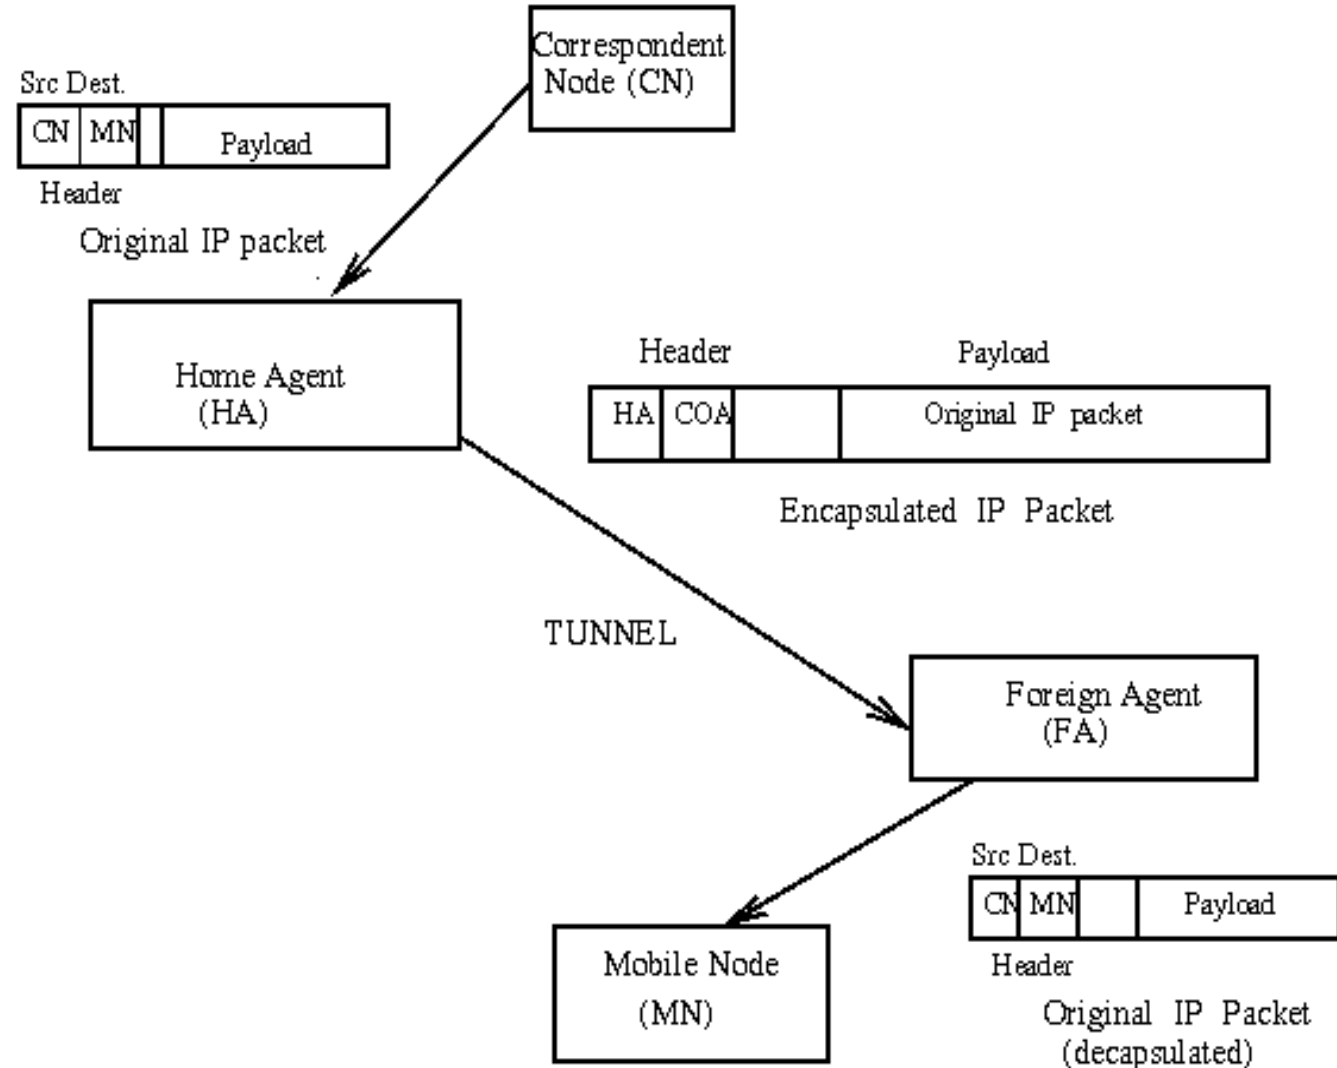 Correspondent
Node (CN)
Src Dest.
CN MN Payload
Header
Original IP packet
Home Agent
(HA)
Header Payload
HA COA Original IP packet
Encapsulated IP Packet
TUNNEL
Foreign Agent
(FA)
Src Dest.
CN MN Payload
Header
Mobile Node
(MN)
Original IP Packet
(decapsulated)